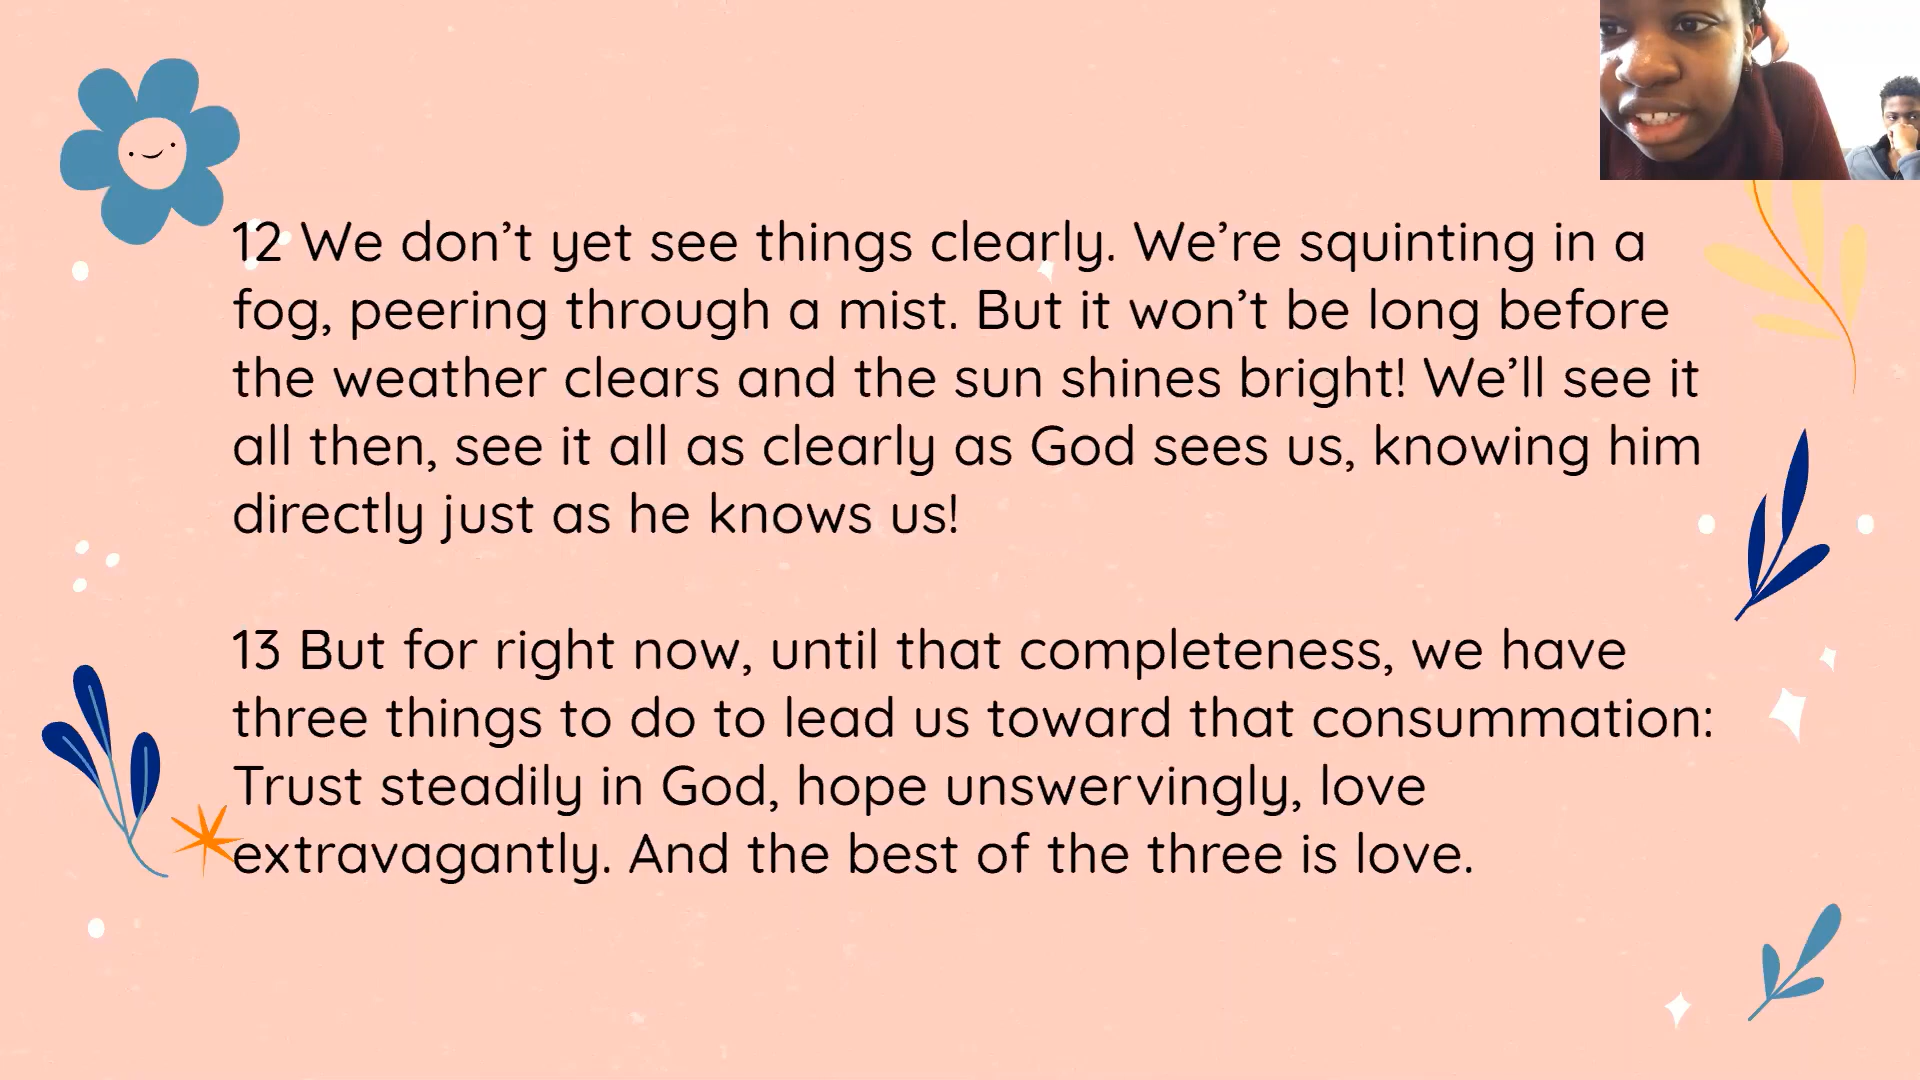 12 We don’t yet see things clearly. We’re squinting in a
fog, peering through a mist. But it won’t be long before
the weather clears and the sun shines bright! We’ll see it
all then, see it all as clearly as God sees us, knowing him
directly just as he knows us!
13 But for right now, until that completeness, we have
three things to do to lead us toward that consummation:
Trust steadily in God, hope unswervingly, love
extravagantly. And the best of the three is love.